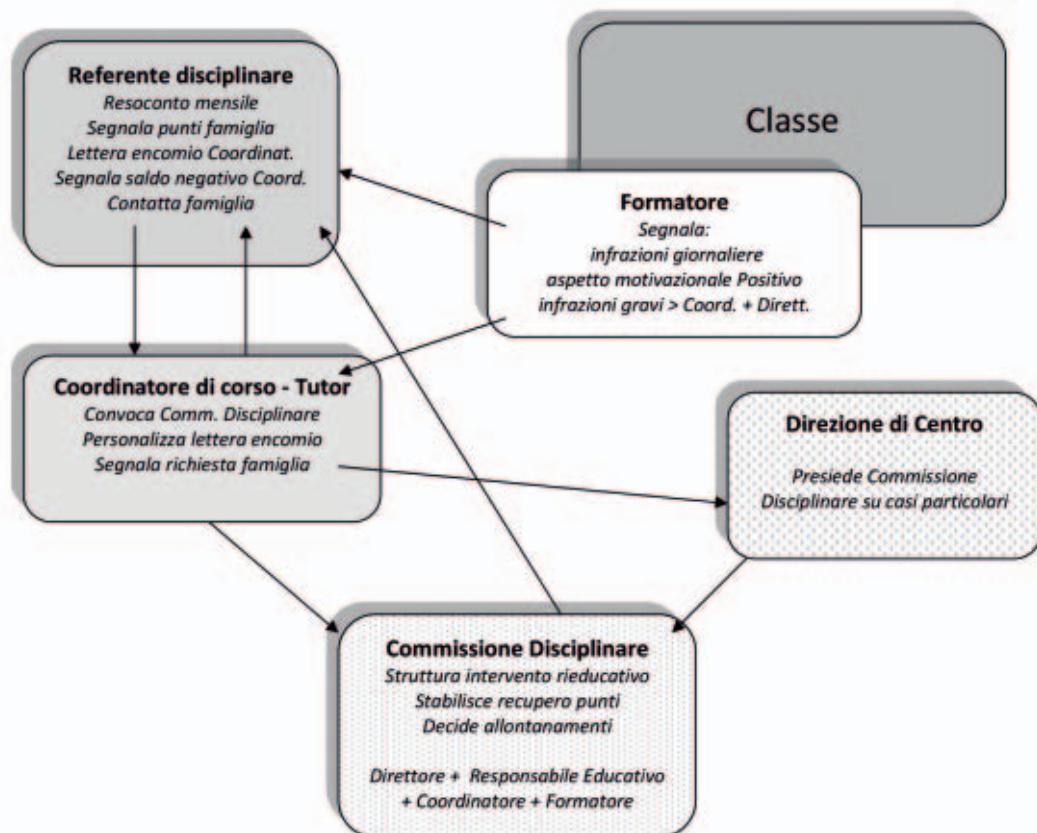 Referente disciplinare
Resoconto mensile
Segnala punti famiglia
Lettera encomio Coordinat.
Segnala saldo negativo Coord.
Contatta famiglia
Classe
Formatore
Segnala:
infrazioni giornaliere
aspetto motivazionale Positivo
infrazioni gravi > Coord. + Dirett.
Coordinatore di corso - Tutor
Convoca Comm. Disciplinare
Personalizza lettera encomio
Segnala richiesta famiglia
Direzione di Centro
Presiede Commissione
Disciplinare su casi particolari
Commissione Disciplinare
Struttura intervento rieducativo
Stabilisce recupero punti
Decide allontanamenti
Direttore + Responsabile Educativo
+ Coordinatore + Formatore